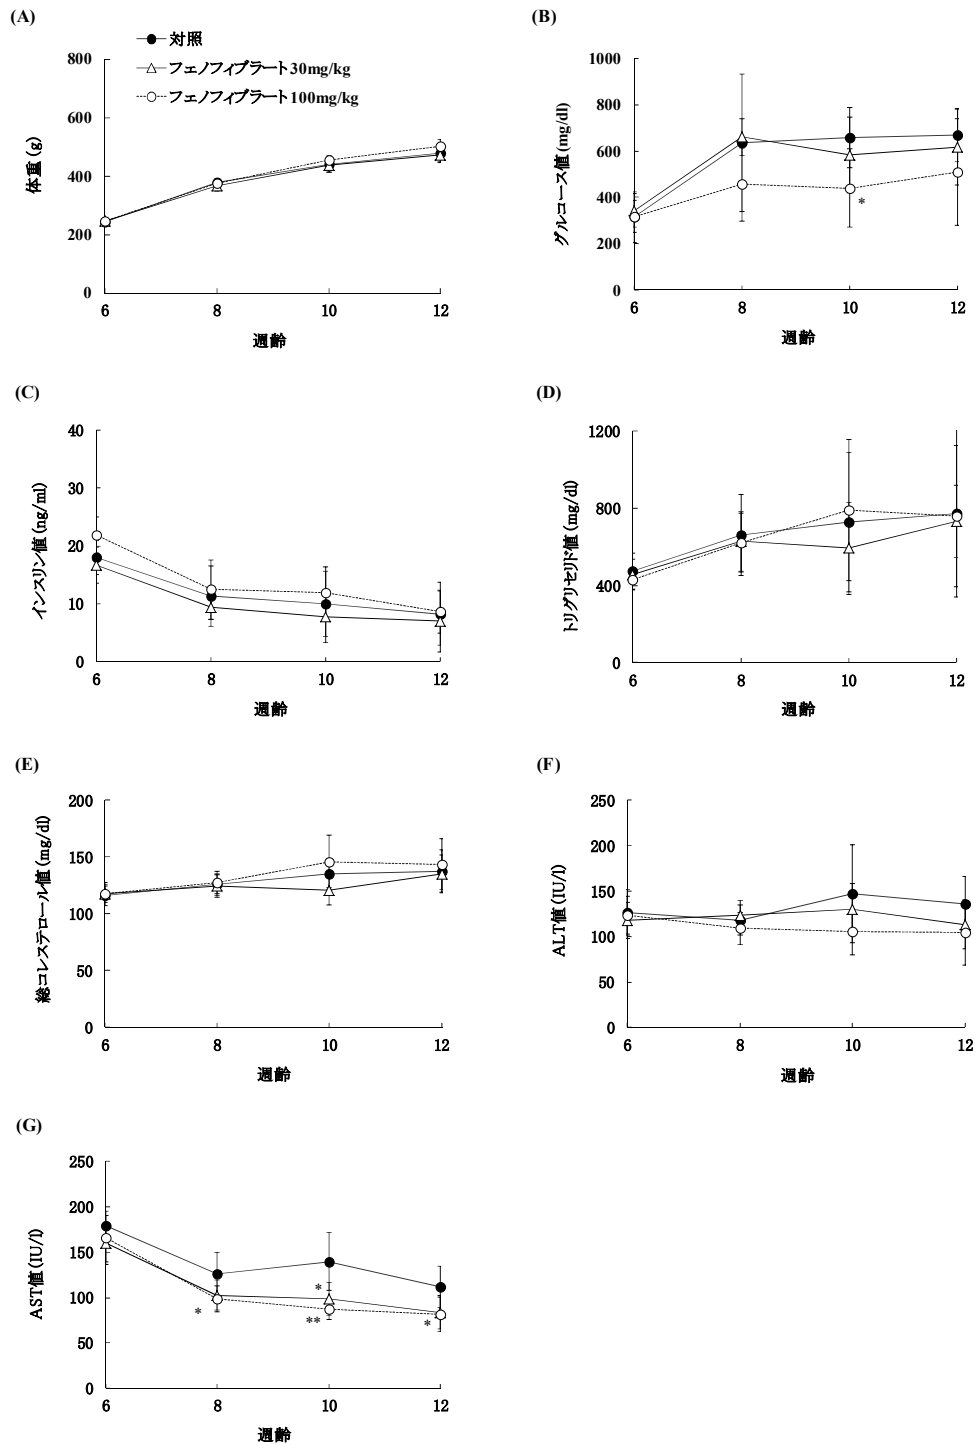 (A)
対照
フェノフィブラート30mg/kg
フェノフィブラート100mg/kg
体重(g)
800
600
400
200
0
6 8 10 12
週齢
(B)
グルコース値(mg/dl)
1000
800
600
400
200
0
*
6 8 10 12
週齢
(C)
インスリン値(ng/ml)
40
30
20
10
0
6 8 10 12
週齢
(D)
トリグリセリド値(mg/dl)
1200
800
400
0
6 8 10 12
週齢
(E)
総コレステロール値(mg/dl)
200
150
100
50
0
6 8 10 12
週齢
(F)
ALT値(IU/l)
250
200
150
100
50
0
6 8 10 12
週齢
(G)
AST値(IU/l)
250
200
150
100
50
0
*
*
**
*
6 8 10 12
週齢